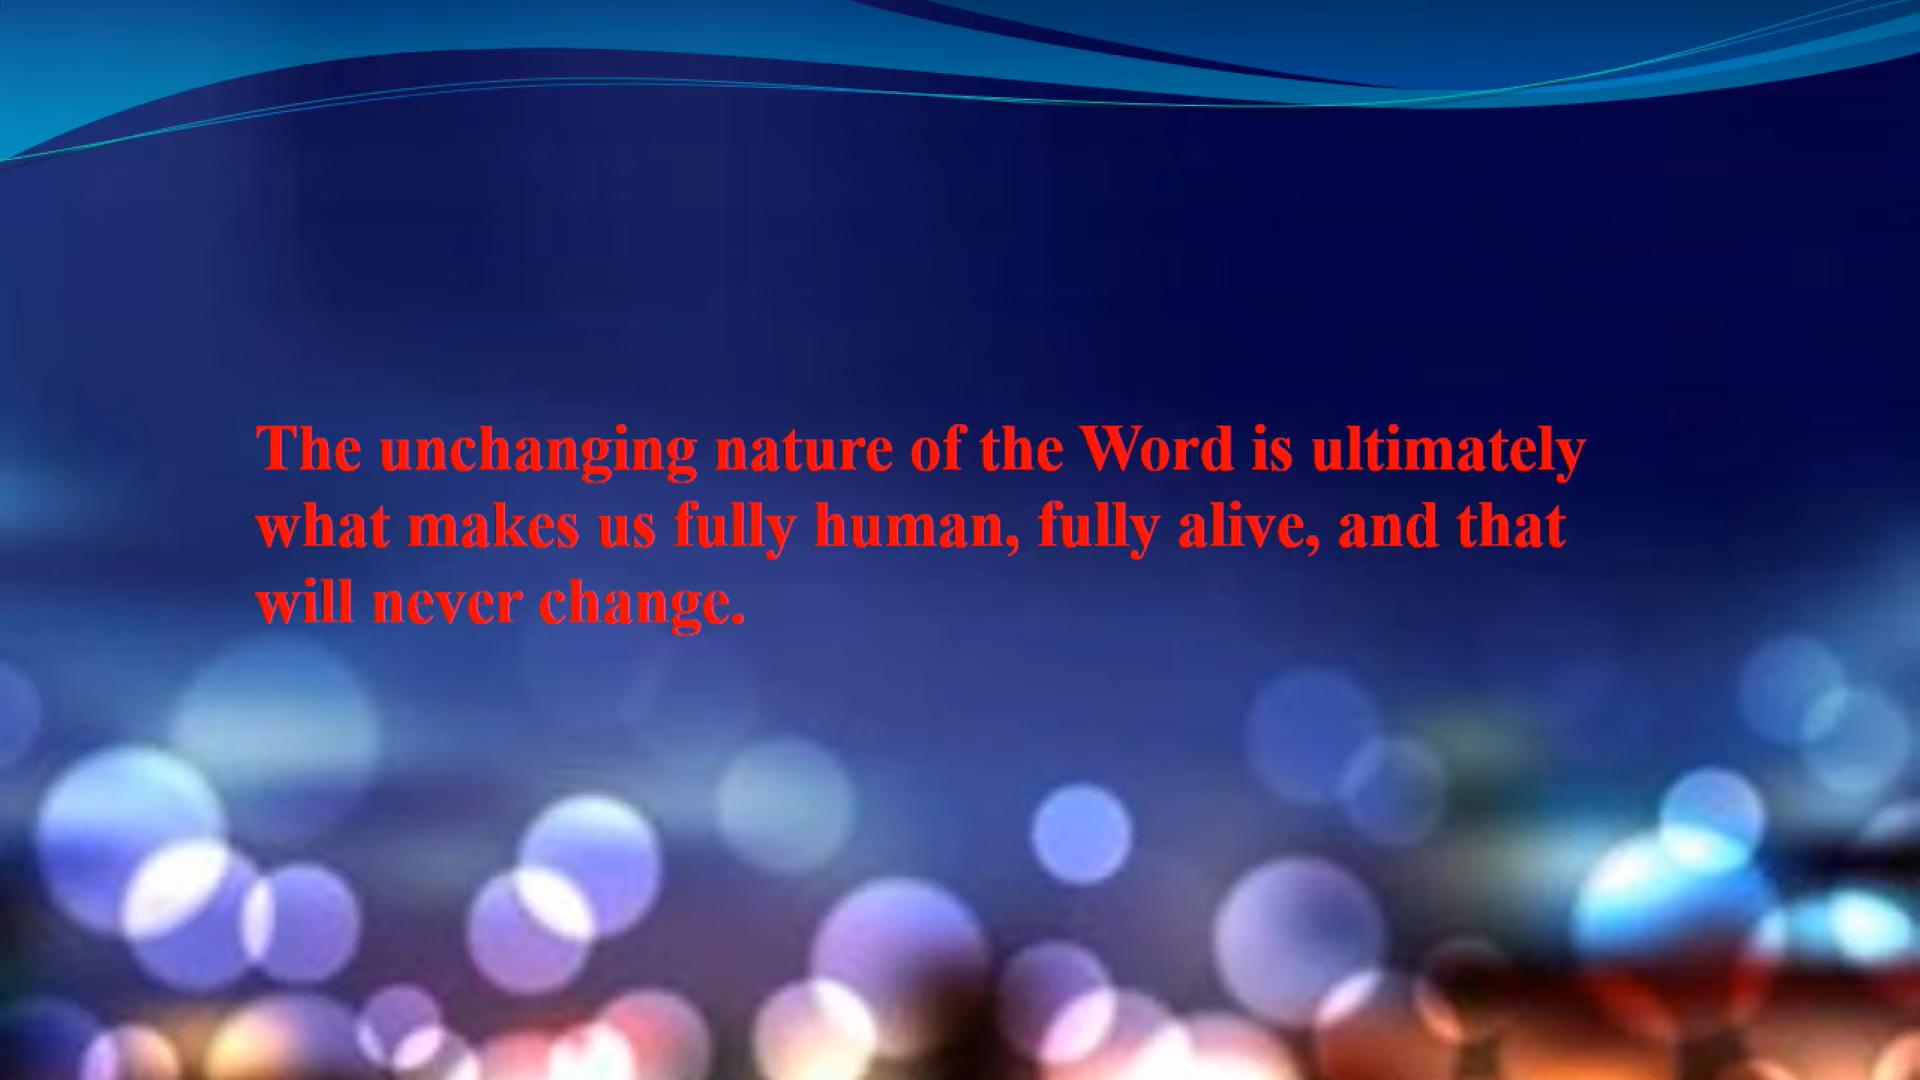 The unchanging nature of the Word is ultimately
what makes us fully human, fully alive, and that
will never change.